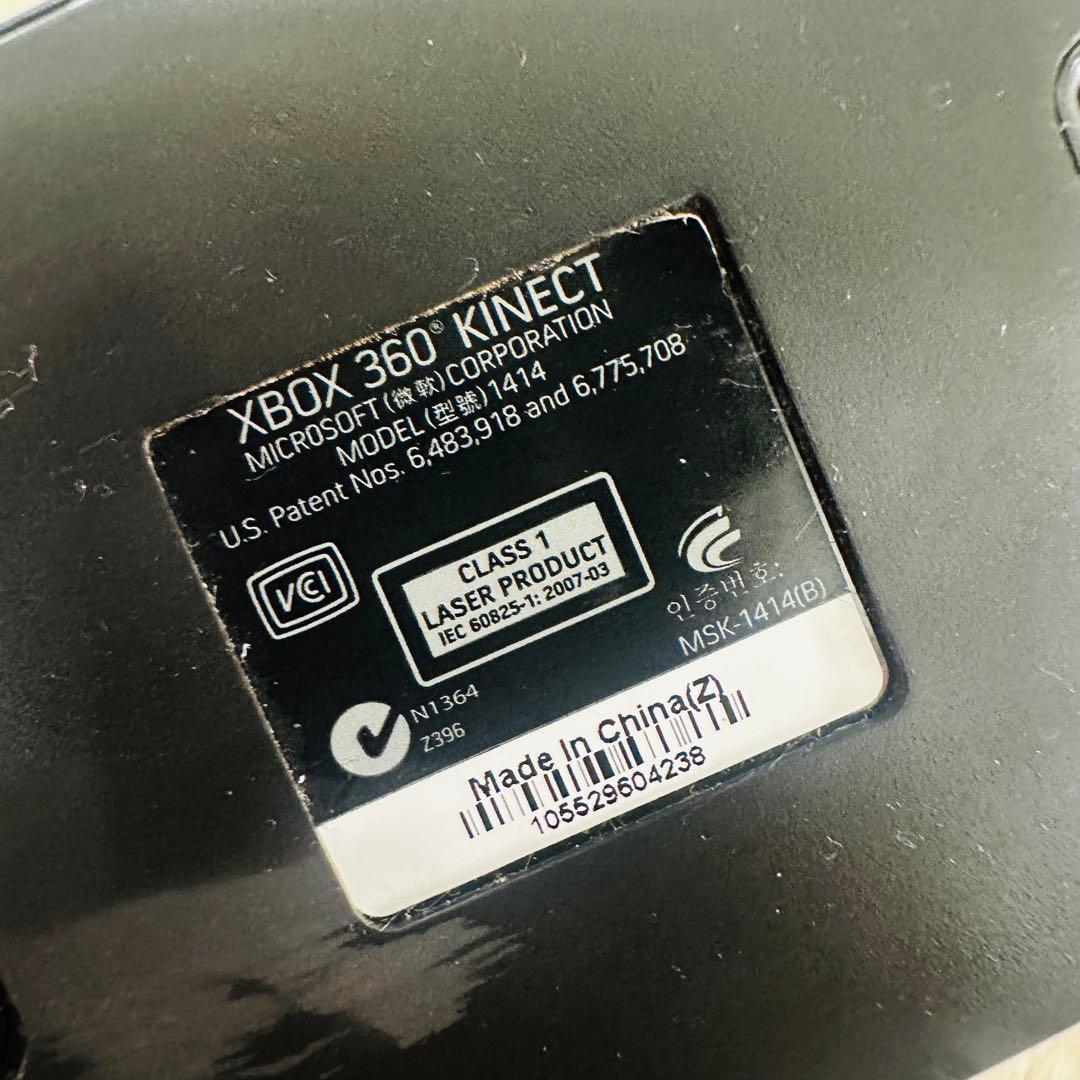 XBOX 360® KINECT
MICROSOFT (微軟) CORPORATION
MODEL (型號) 1414
U.S. Patent Nos. 6,483,918 and 6,775,708
VCCI
CLASS 1
LASER PRODUCT
IEC 60825-1: 2007-03
인증번호:
MSK-1414(B)
N1364
Z396
Made In China(Z)
105529604238